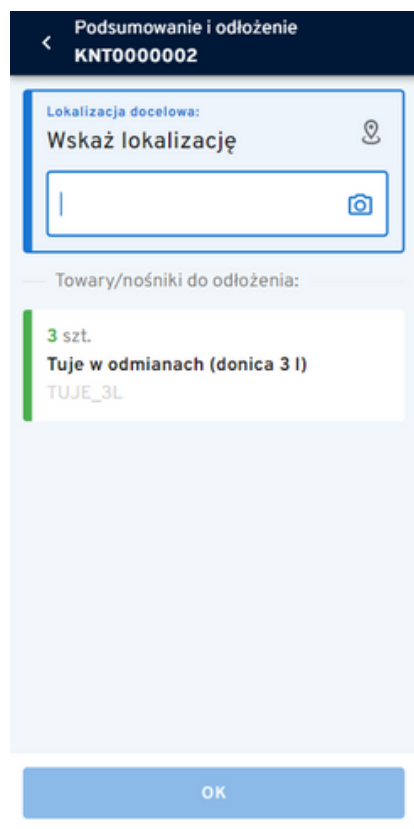 Podsumowanie i odłożenie
KNT0000002
Lokalizacja docelowa:
Wskaż lokalizację
Towary/nośniki do odłożenia:
3 szt.
Tuje w odmianach (donica 3 l)
TUJE_3L
OK